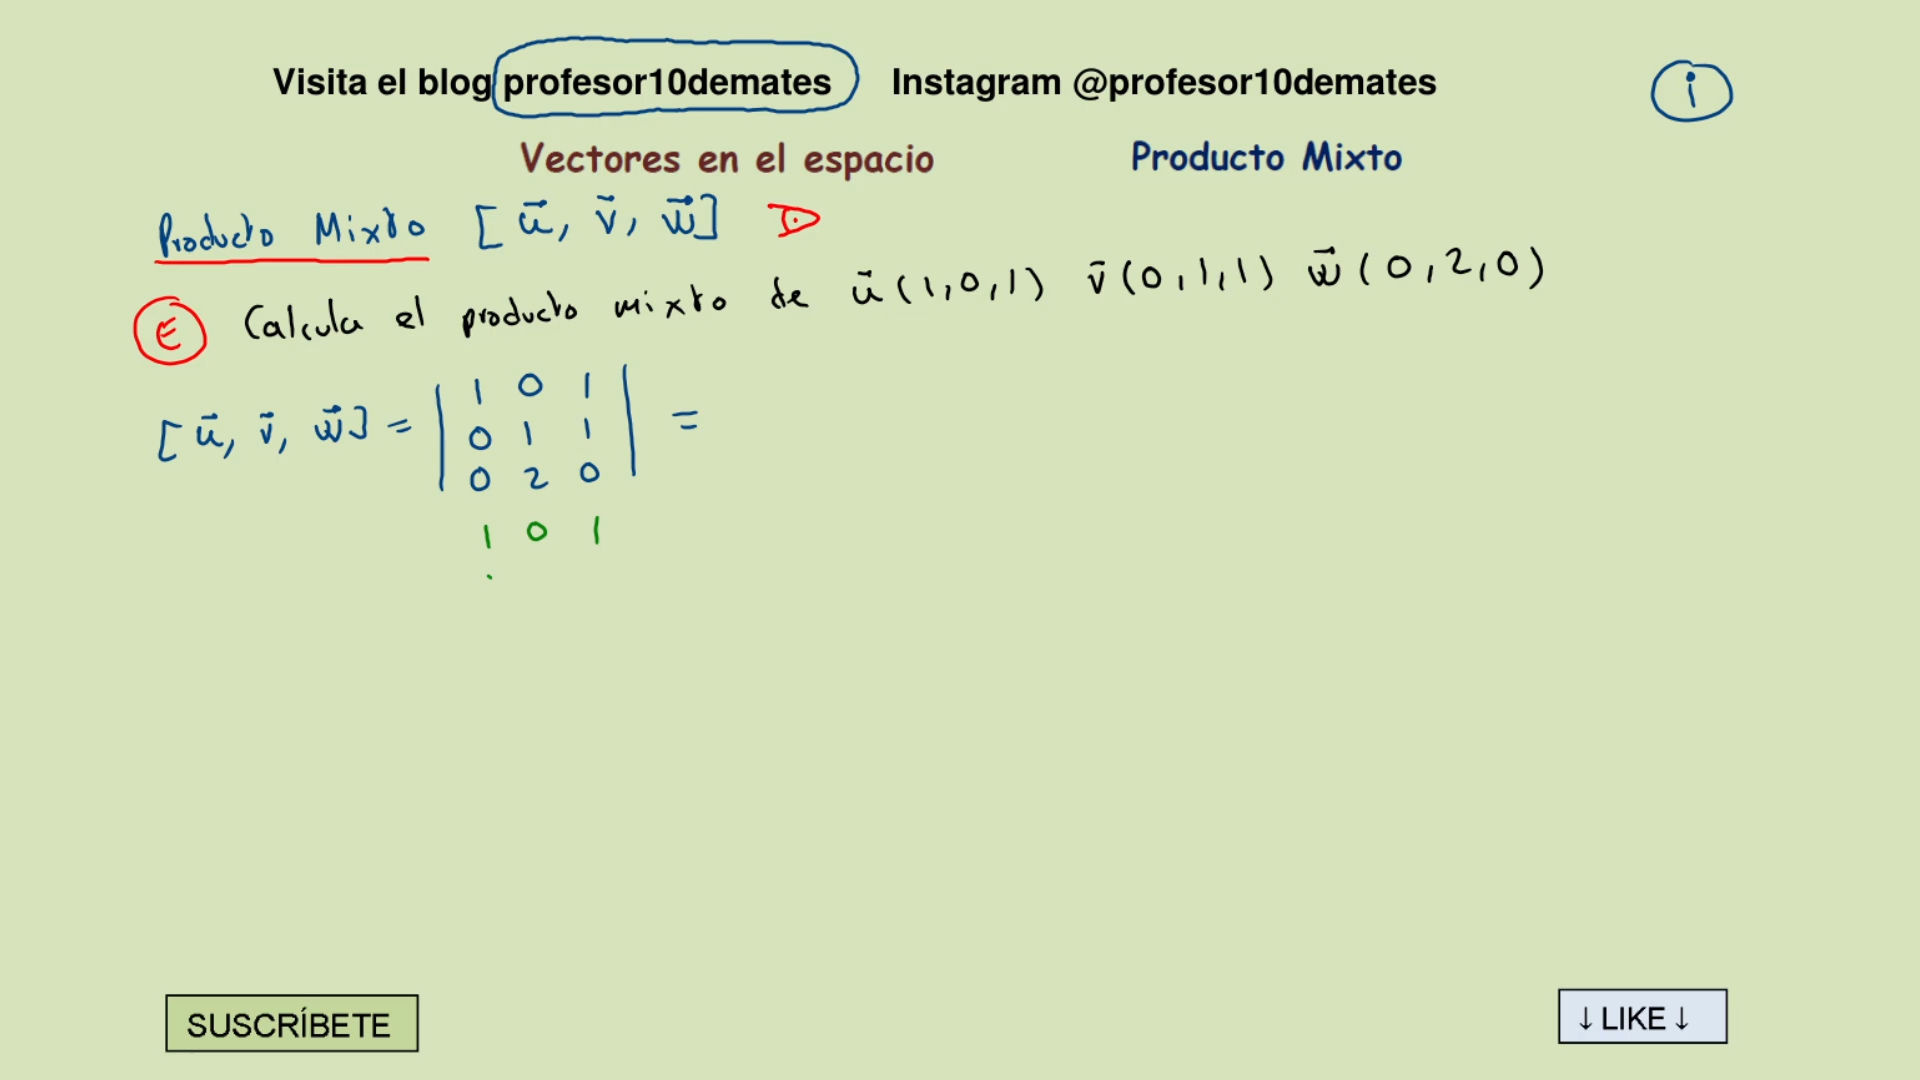 Visita el blog profesor10demates Instagram @profesor10demates i
Vectores en el espacio Producto Mixto
Producto Mixto [u⃗, v⃗, w⃗] D
E Calcula el producto mixto de u⃗(1,0,1) v⃗(0,1,1) w⃗(0,2,0)
[u⃗, v⃗, w⃗] = | 1 0 1 | =
| 0 1 1 |
| 0 2 0 |
1 0 1
SUSCRÍBETE ↓LIKE↓